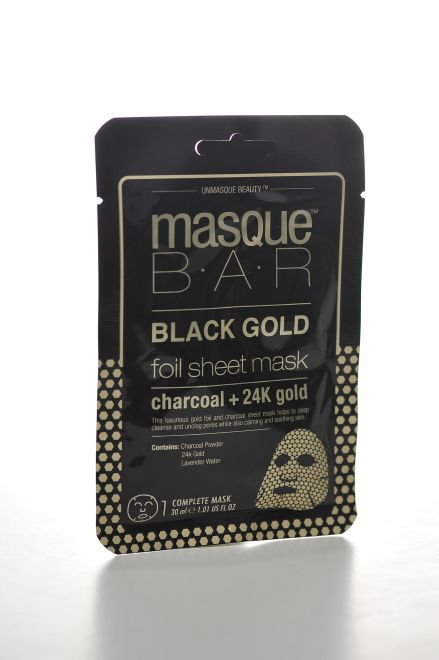 UNMASQUE BEAUTY™
masque™
B·A·R
BLACK GOLD
foil sheet mask
charcoal + 24K gold
This luxurious gold foil and charcoal sheet mask helps to deep
cleanse and unclog pores while also calming and soothing skin.
Contains: Charcoal Powder
24k Gold
Lavender Water
1 COMPLETE MASK
30 ml ℮ 1.01 US FL OZ